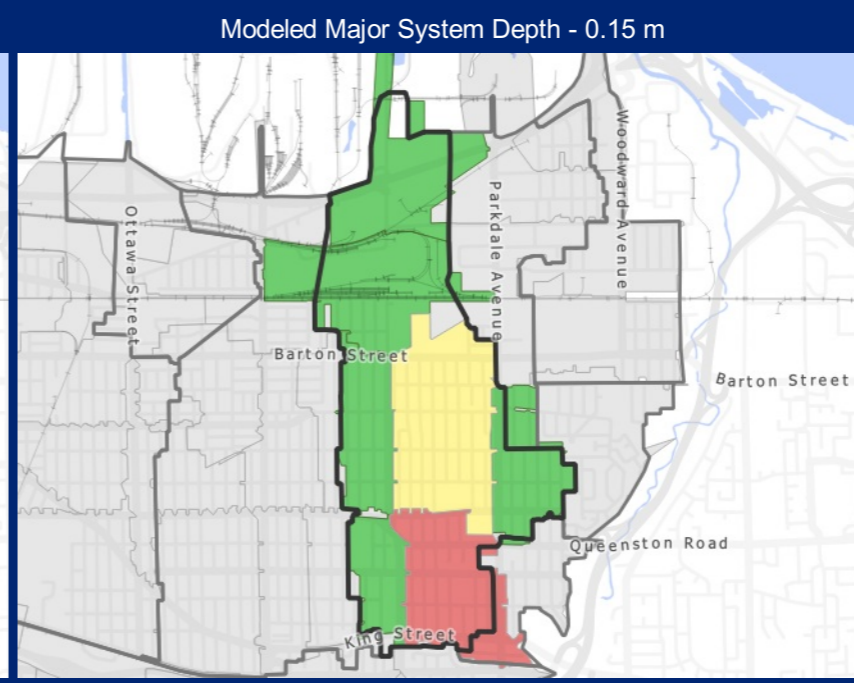 Modeled Major System Depth - 0.15 m
Woodward Avenue
Parkdale Avenue
Ottawa Street
Barton Street
Barton Street
Queenston Road
King Street